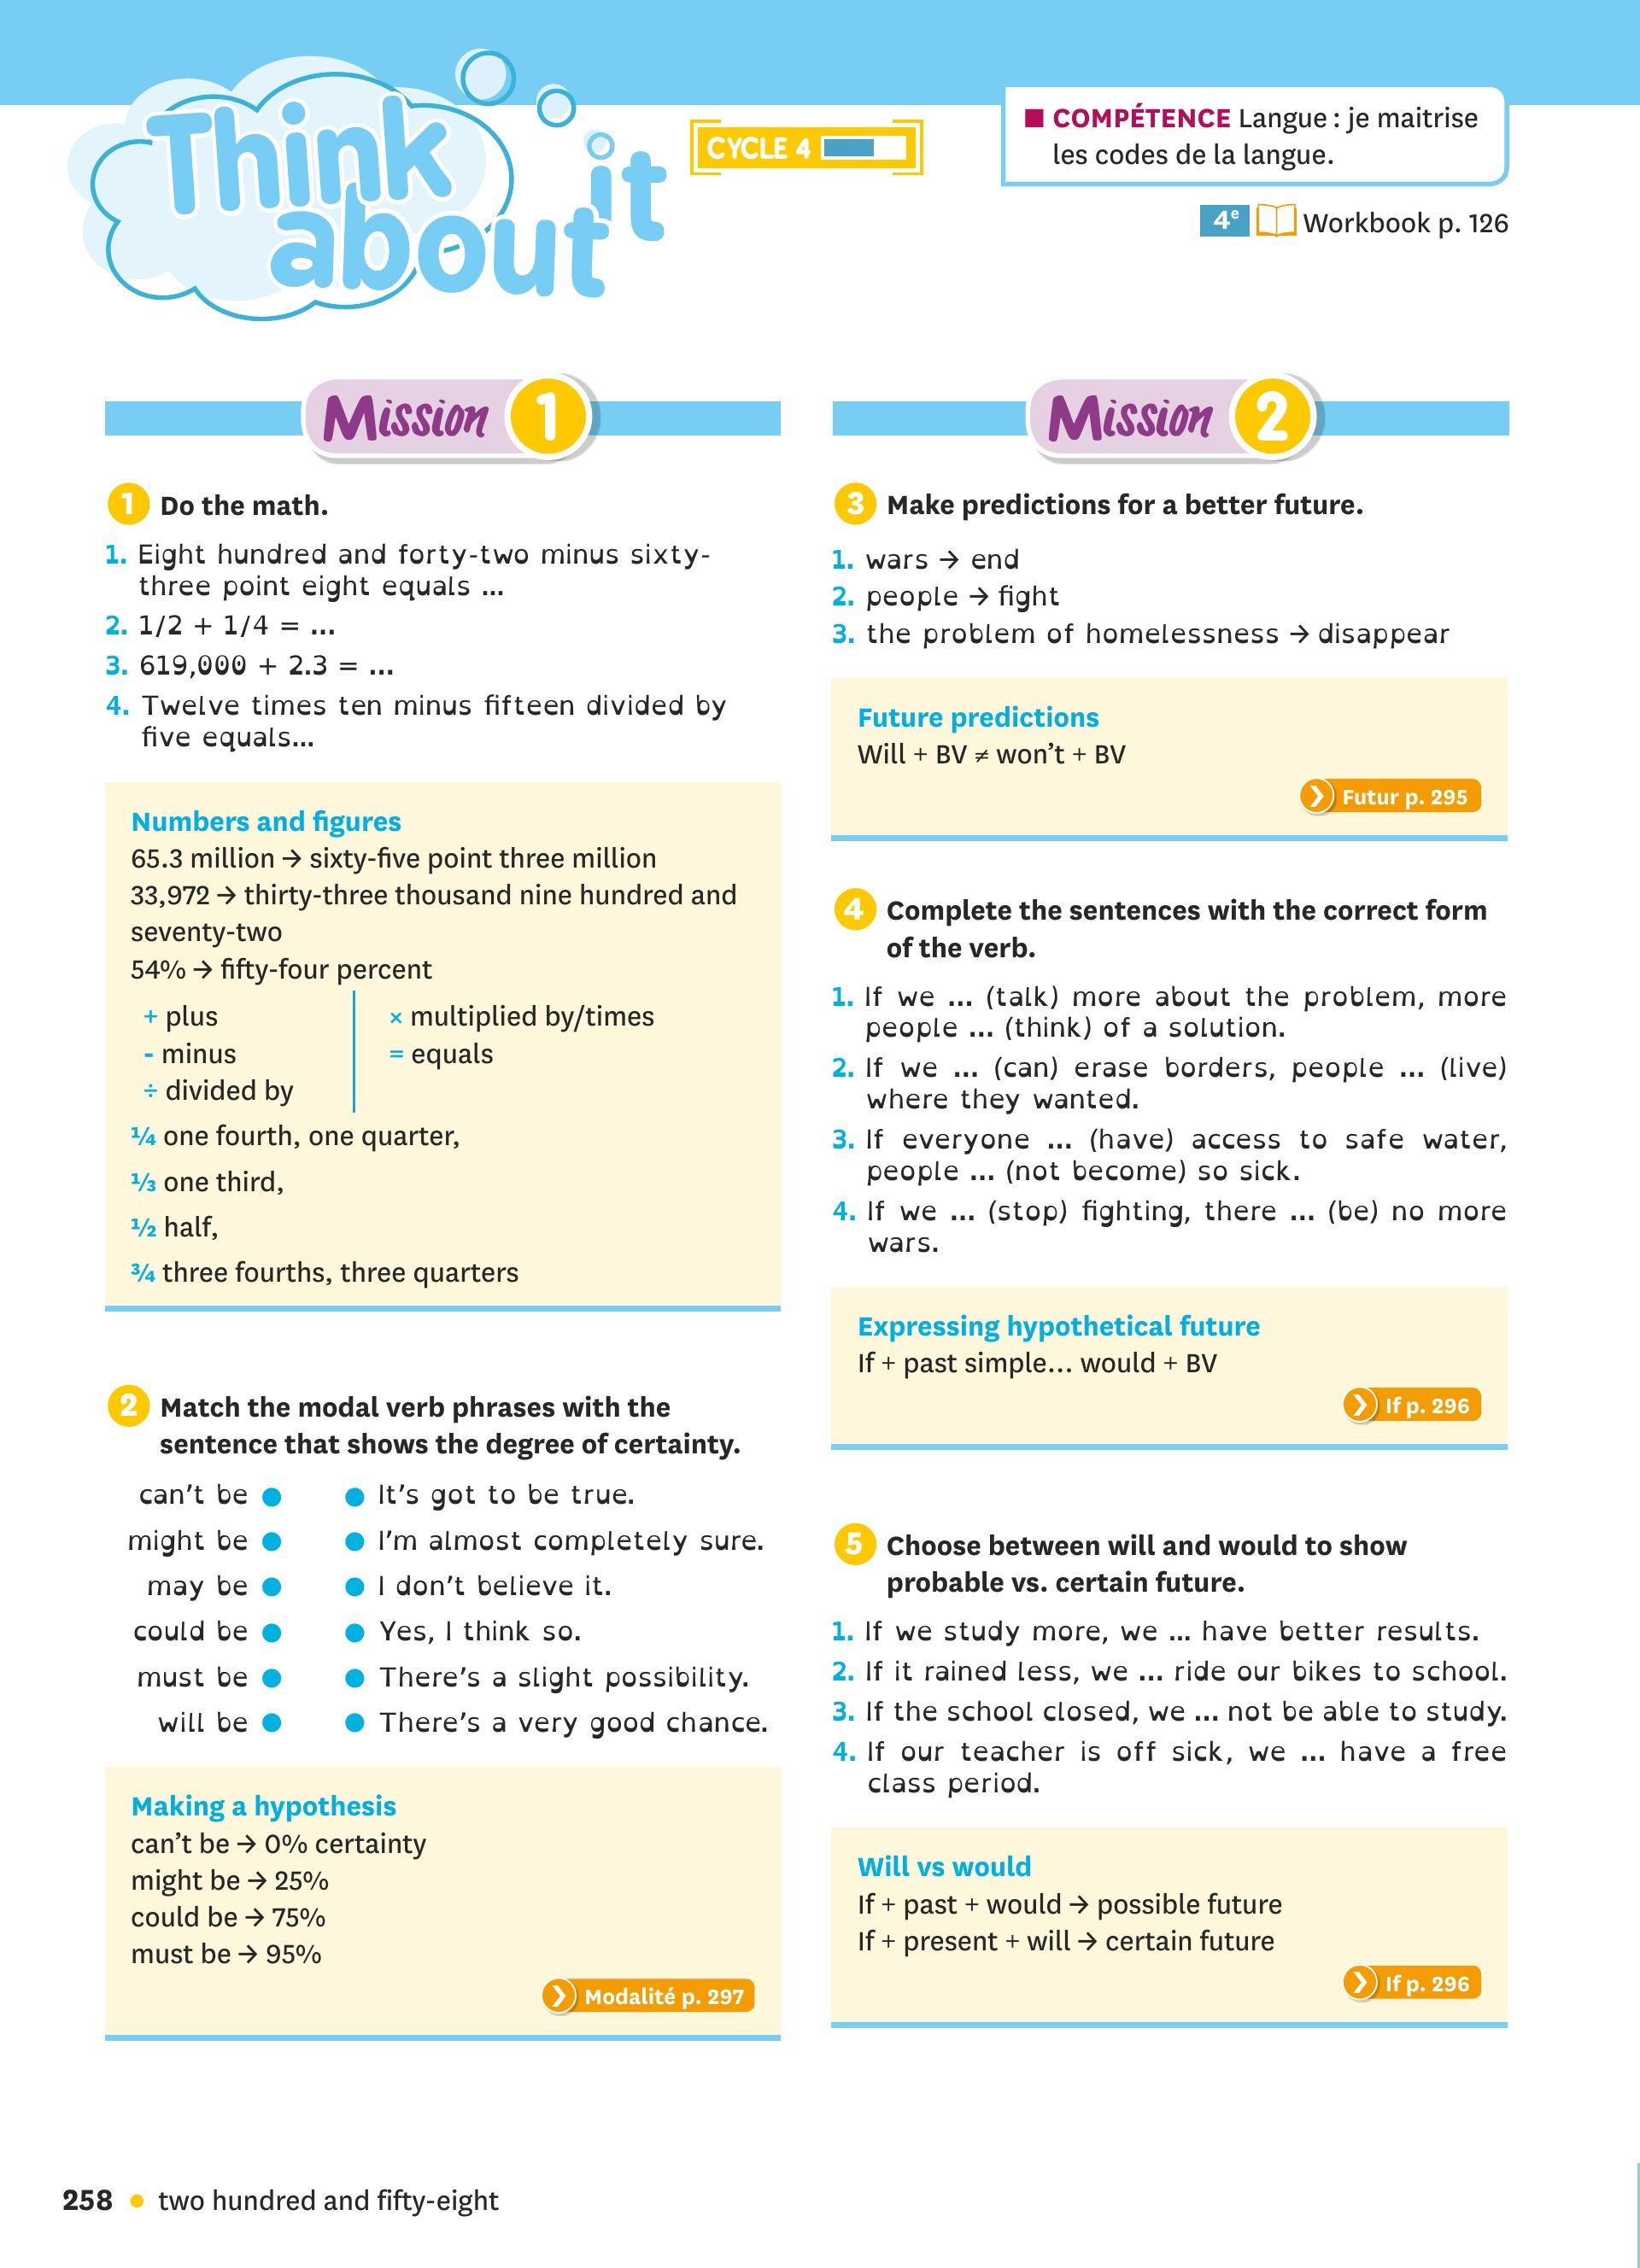 Think
about it
CYCLE 4
■ COMPÉTENCE Langue : je maitrise
les codes de la langue.
4e Workbook p. 126
Mission 1
1 Do the math.
1. Eight hundred and forty-two minus sixty-
three point eight equals ...
2. 1/2 + 1/4 = ...
3. 619,000 + 2.3 = ...
4. Twelve times ten minus fifteen divided by
five equals...
Numbers and figures
65.3 million → sixty-five point three million
33,972 → thirty-three thousand nine hundred and
seventy-two
54% → fifty-four percent
+ plus
- minus
÷ divided by
× multiplied by/times
= equals
¼ one fourth, one quarter,
⅓ one third,
½ half,
¾ three fourths, three quarters
2 Match the modal verb phrases with the
sentence that shows the degree of certainty.
can't be ● ● It's got to be true.
might be ● ● I'm almost completely sure.
may be ● ● I don't believe it.
could be ● ● Yes, I think so.
must be ● ● There's a slight possibility.
will be ● ● There's a very good chance.
Making a hypothesis
can't be → 0% certainty
might be → 25%
could be → 75%
must be → 95%
Modalité p. 297
Mission 2
3 Make predictions for a better future.
1. wars → end
2. people → fight
3. the problem of homelessness → disappear
Future predictions
Will + BV ≠ won't + BV
Futur p. 295
4 Complete the sentences with the correct form
of the verb.
1. If we ... (talk) more about the problem, more
people ... (think) of a solution.
2. If we ... (can) erase borders, people ... (live)
where they wanted.
3. If everyone ... (have) access to safe water,
people ... (not become) so sick.
4. If we ... (stop) fighting, there ... (be) no more
wars.
Expressing hypothetical future
If + past simple... would + BV
If p. 296
5 Choose between will and would to show
probable vs. certain future.
1. If we study more, we ... have better results.
2. If it rained less, we ... ride our bikes to school.
3. If the school closed, we ... not be able to study.
4. If our teacher is off sick, we ... have a free
class period.
Will vs would
If + past + would → possible future
If + present + will → certain future
If p. 296
258 • two hundred and fifty-eight